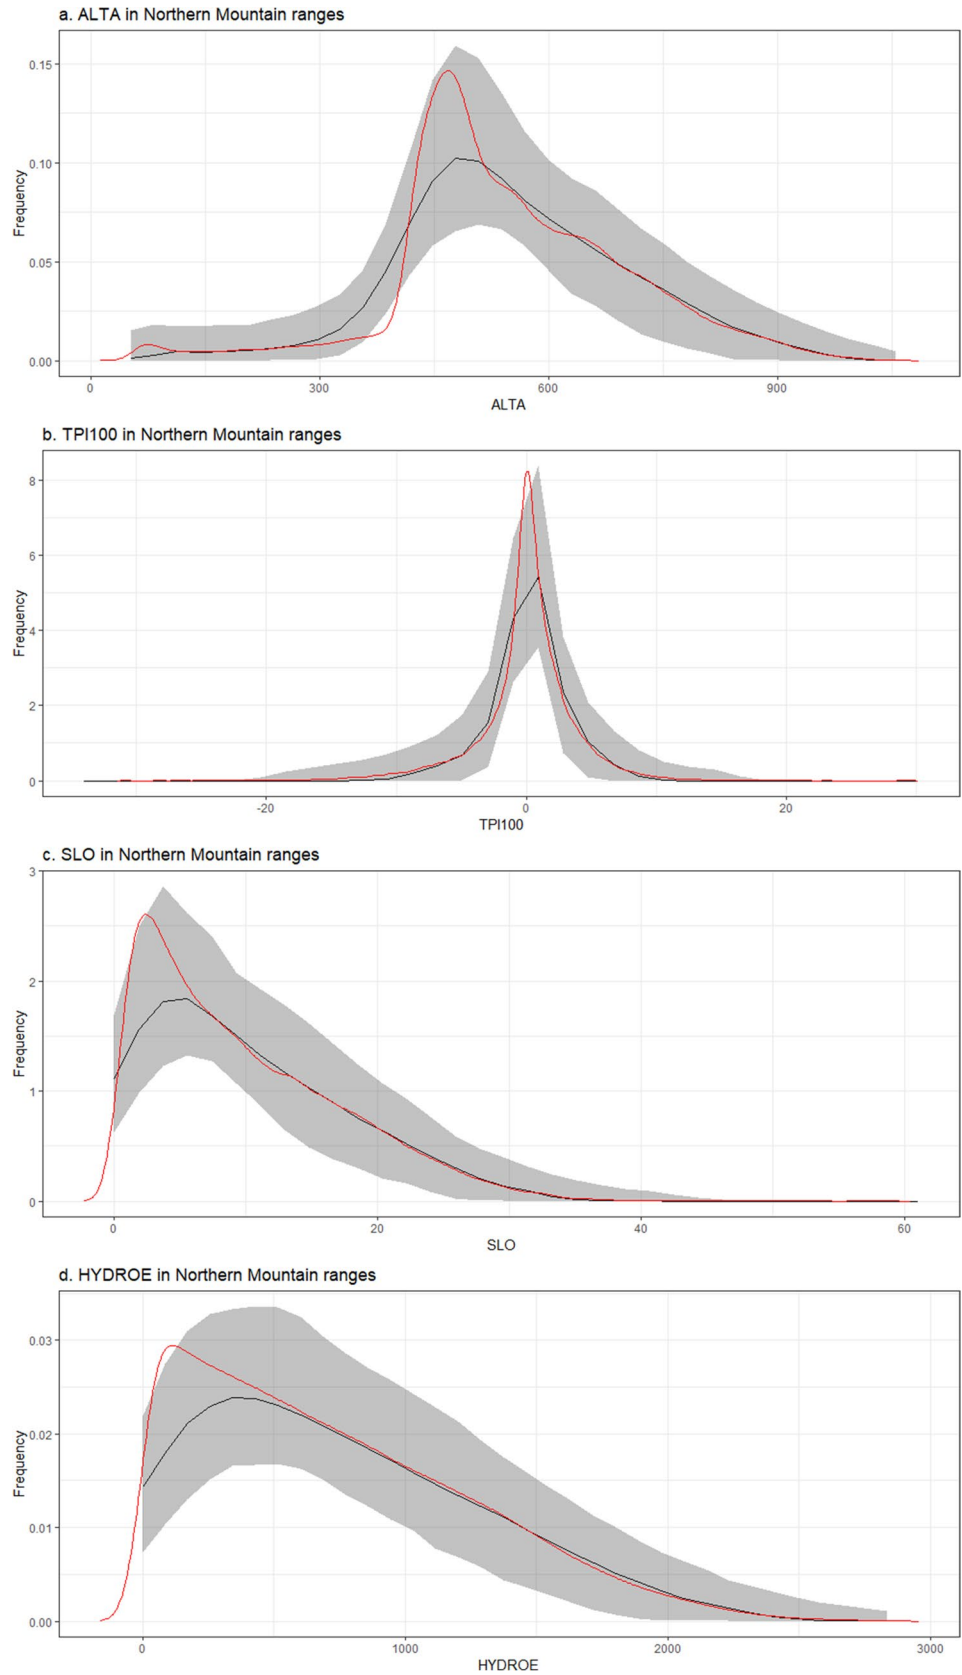 a. ALTA in Northern Mountain ranges
0.15
0.10
0.05
0.00
Frequency
0 300 600 900
ALTA
b. TPI100 in Northern Mountain ranges
8
6
4
2
0
Frequency
-20 0 20
TPI100
c. SLO in Northern Mountain ranges
3
2
1
0
Frequency
0 20 40 60
SLO
d. HYDROE in Northern Mountain ranges
0.03
0.02
0.01
0.00
Frequency
0 1000 2000 3000
HYDROE